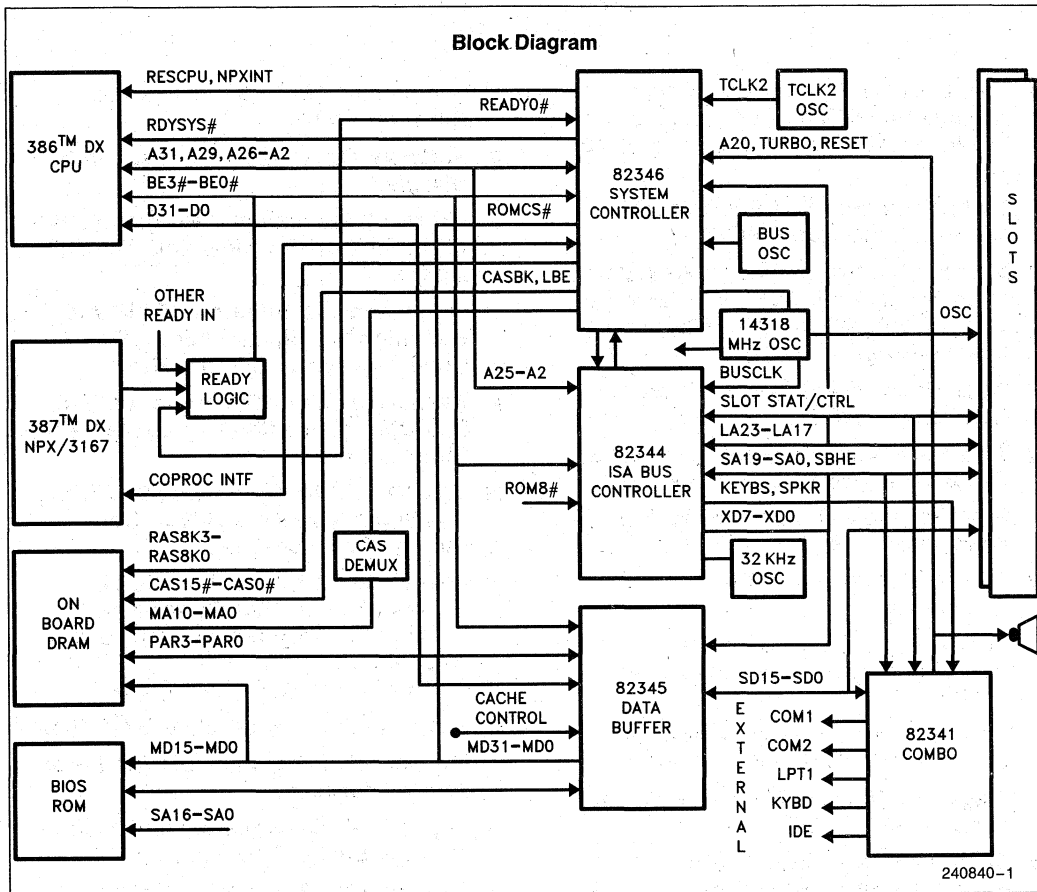 Block Diagram
386™ DX
CPU
RESCPU, NPXINT
READYO#
RDYSYS#
A31, A29, A26-A2
BE3#-BE0#
D31-D0
ROMCS#
CASBK, LBE
82346
SYSTEM
CONTROLLER
TCLK2
TCLK2
OSC
A20, TURBO, RESET
BUS
OSC
14318
MHz OSC
OSC
SLOTS
OTHER
READY IN
READY
LOGIC
387™ DX
NPX/3167
COPROC INTF
A25-A2
ROM8#
82344
ISA BUS
CONTROLLER
BUSCLK
SLOT STAT/CTRL
LA23-LA17
SA19-SA0, SBHE
KEYBS, SPKR
XD7-XD0
32 KHz
OSC
CAS
DEMUX
ON
BOARD
DRAM
RAS8K3-
RAS8K0
CAS15#-CAS0#
MA10-MA0
PAR3-PAR0
CACHE
CONTROL
MD31-MD0
82345
DATA
BUFFER
SD15-SD0
BIOS
ROM
MD15-MD0
SA16-SA0
EXTERNAL
COM1
COM2
LPT1
KYBD
IDE
82341
COMBO
240840-1